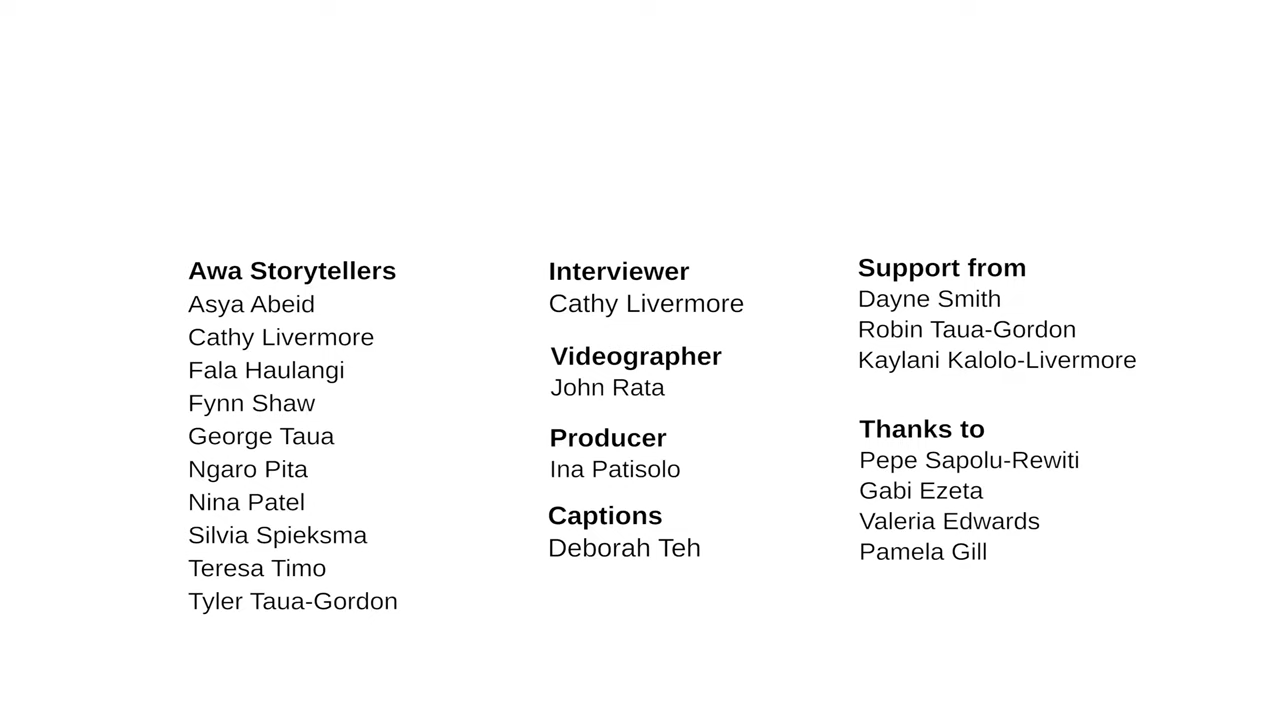 Awa Storytellers
Asya Abeid
Cathy Livermore
Fala Haulangi
Fynn Shaw
George Taua
Ngaro Pita
Nina Patel
Silvia Spieksma
Teresa Timo
Tyler Taua-Gordon
Interviewer
Cathy Livermore
Videographer
John Rata
Producer
Ina Patisolo
Captions
Deborah Teh
Support from
Dayne Smith
Robin Taua-Gordon
Kaylani Kalolo-Livermore
Thanks to
Pepe Sapolu-Rewiti
Gabi Ezeta
Valeria Edwards
Pamela Gill